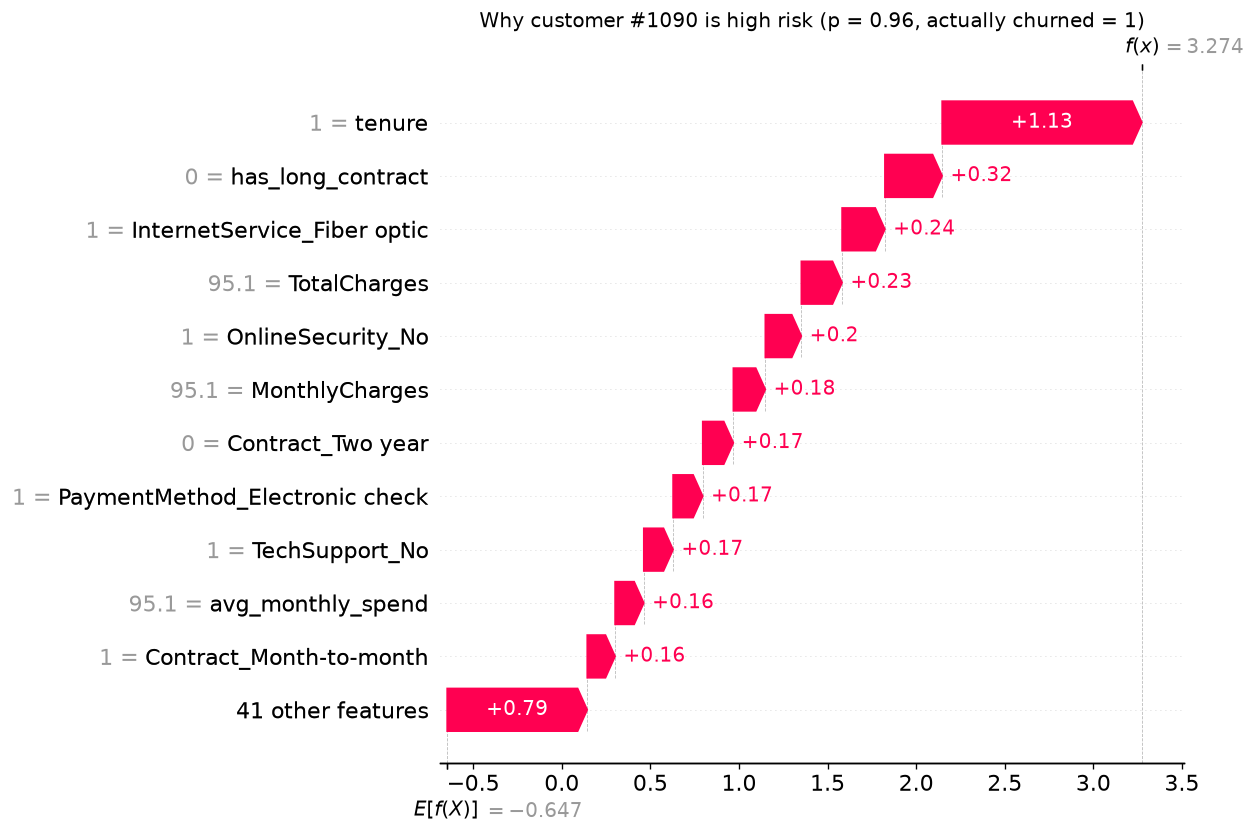 Why customer #1090 is high risk (p = 0.96, actually churned = 1)
f(x) = 3.274
1 = tenure +1.13
0 = has_long_contract +0.32
1 = InternetService_Fiber optic +0.24
95.1 = TotalCharges +0.23
1 = OnlineSecurity_No +0.2
95.1 = MonthlyCharges +0.18
0 = Contract_Two year +0.17
1 = PaymentMethod_Electronic check +0.17
1 = TechSupport_No +0.17
95.1 = avg_monthly_spend +0.16
1 = Contract_Month-to-month +0.16
41 other features +0.79
−0.5 0.0 0.5 1.0 1.5 2.0 2.5 3.0 3.5
E[f(X)] = −0.647